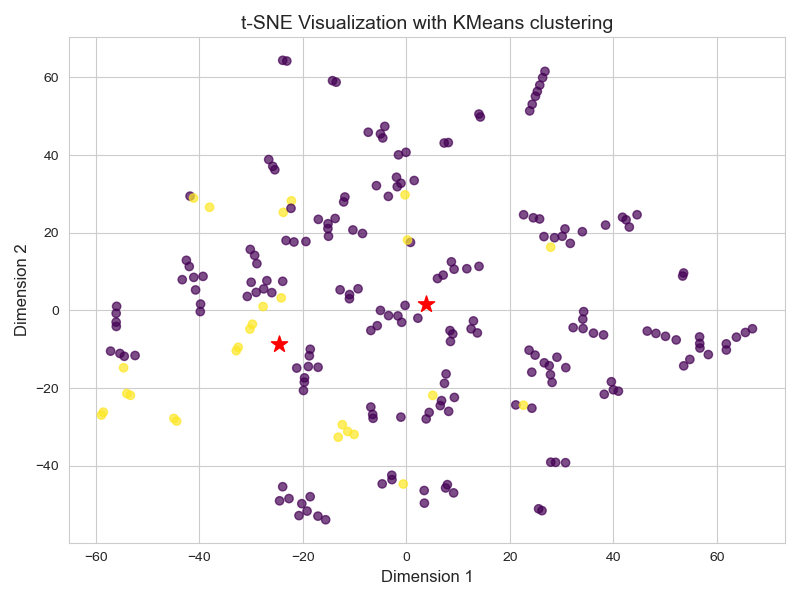 t-SNE Visualization with KMeans clustering
Dimension 2
60
40
20
0
−20
−40
−60 −40 −20 0 20 40 60
Dimension 1